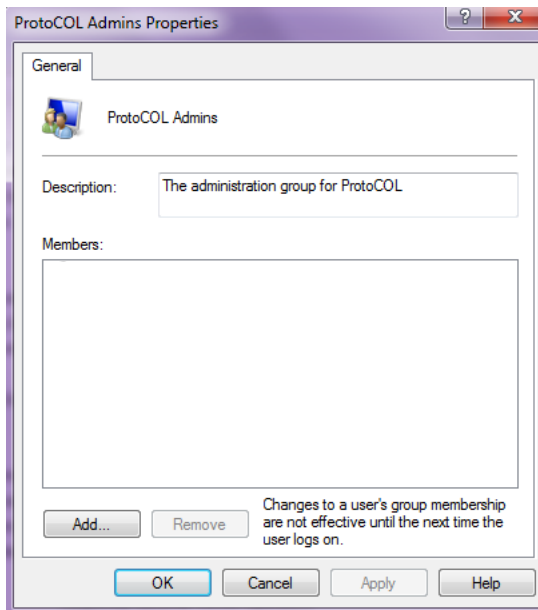 ProtoCOL Admins Properties
?
X
General
ProtoCOL Admins
Description:
The administration group for ProtoCOL
Members:
Add...
Remove
Changes to a user's group membership
are not effective until the next time the
user logs on.
OK
Cancel
Apply
Help